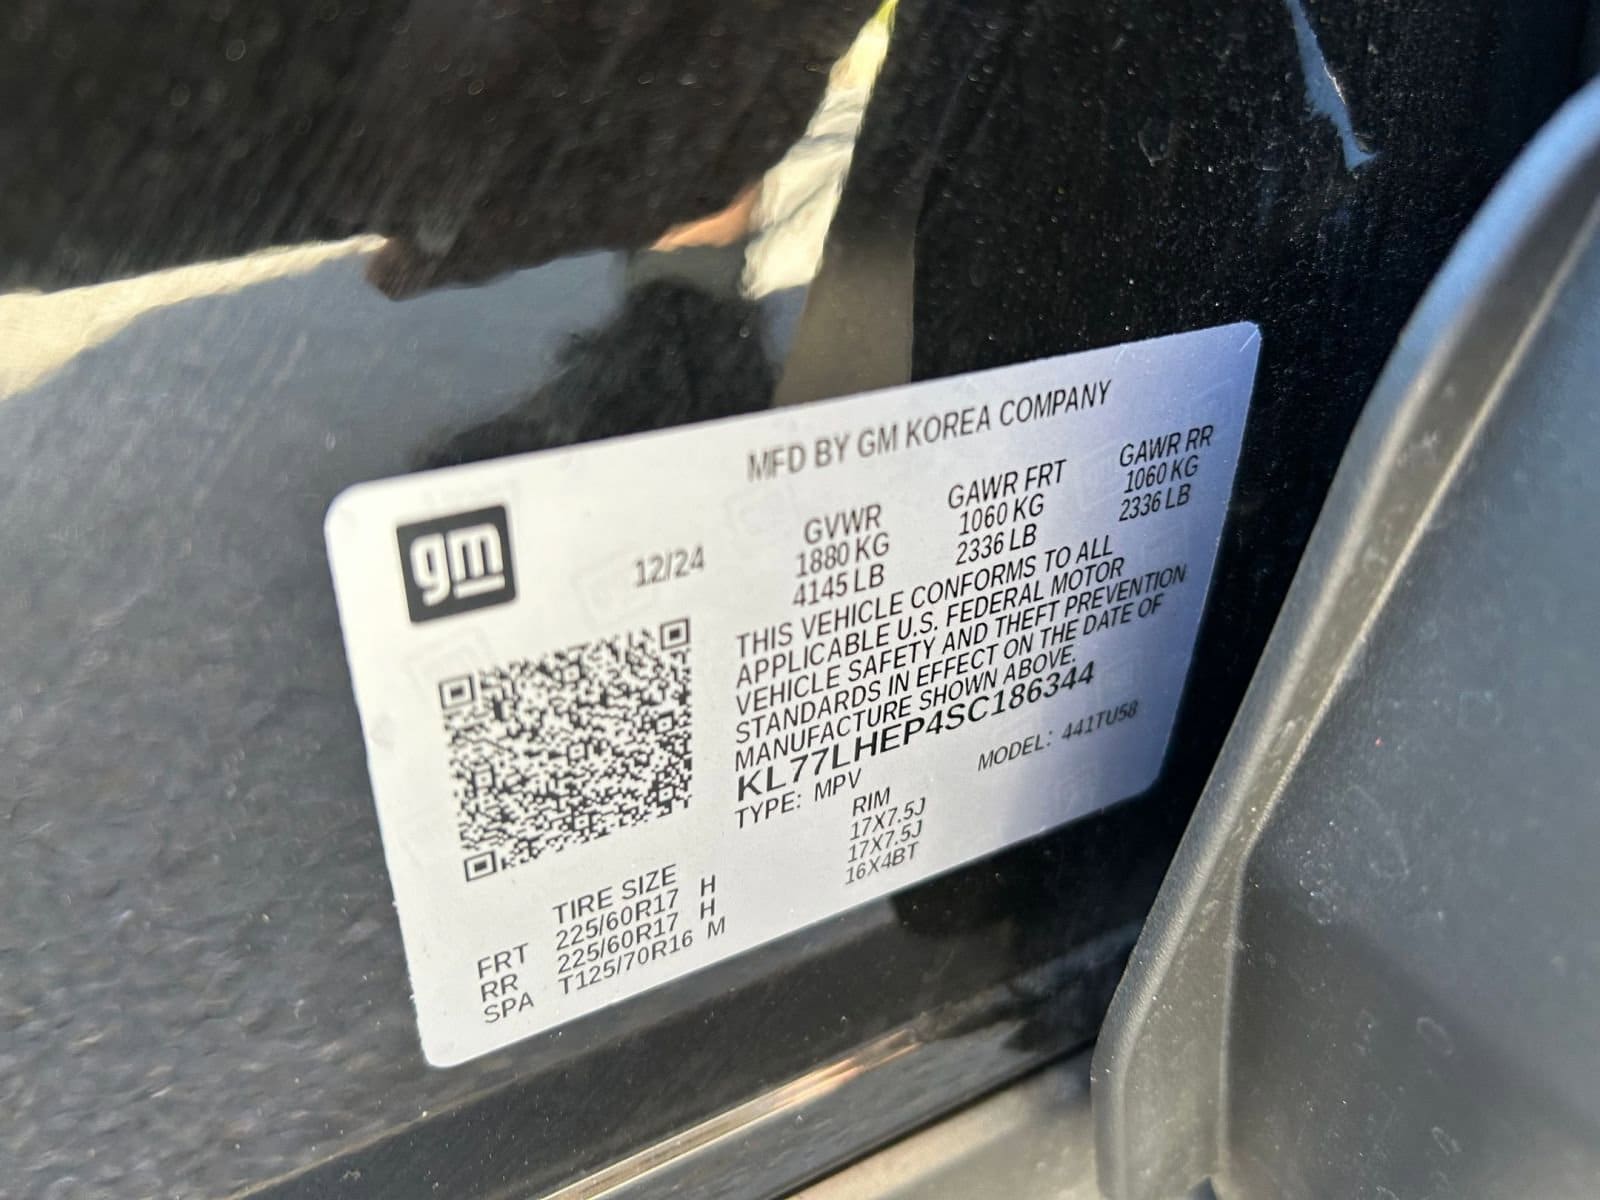 gm
MFD BY GM KOREA COMPANY
12/24
GVWR GAWR FRT GAWR RR
1880 KG 1060 KG 1060 KG
4145 LB 2336 LB 2336 LB
THIS VEHICLE CONFORMS TO ALL
APPLICABLE U.S. FEDERAL MOTOR
VEHICLE SAFETY AND THEFT PREVENTION
STANDARDS IN EFFECT ON THE DATE OF
MANUFACTURE SHOWN ABOVE.
KL77LHEP4SC186344
TYPE: MPV MODEL: 441TU58
TIRE SIZE RIM
FRT 225/60R17 H 17X7.5J
RR 225/60R17 H 17X7.5J
SPA T125/70R16 M 16X4BT